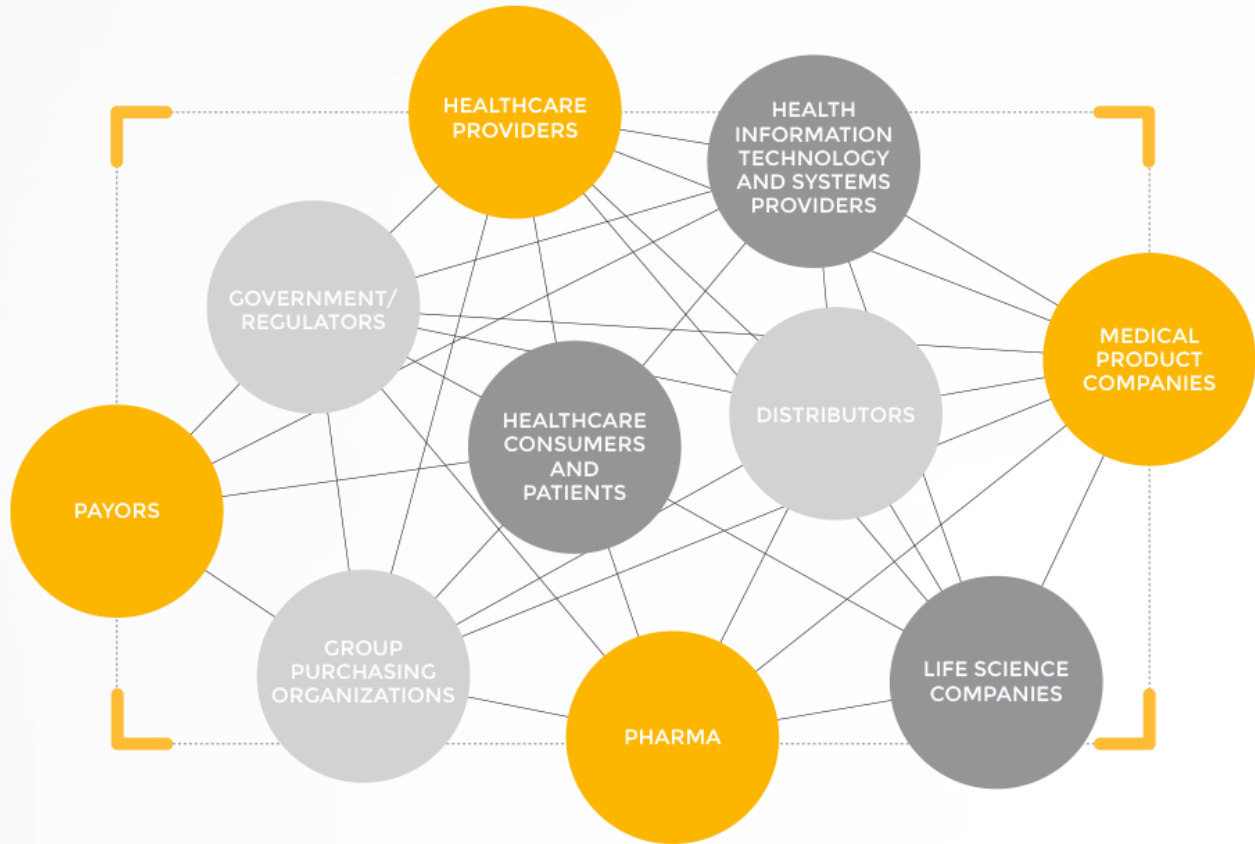 HEALTHCARE
PROVIDERS
HEALTH
INFORMATION
TECHNOLOGY
AND SYSTEMS
PROVIDERS
GOVERNMENT/
REGULATORS
MEDICAL
PRODUCT
COMPANIES
HEALTHCARE
CONSUMERS
AND
PATIENTS
DISTRIBUTORS
PAYORS
GROUP
PURCHASING
ORGANIZATIONS
PHARMA
LIFE SCIENCE
COMPANIES